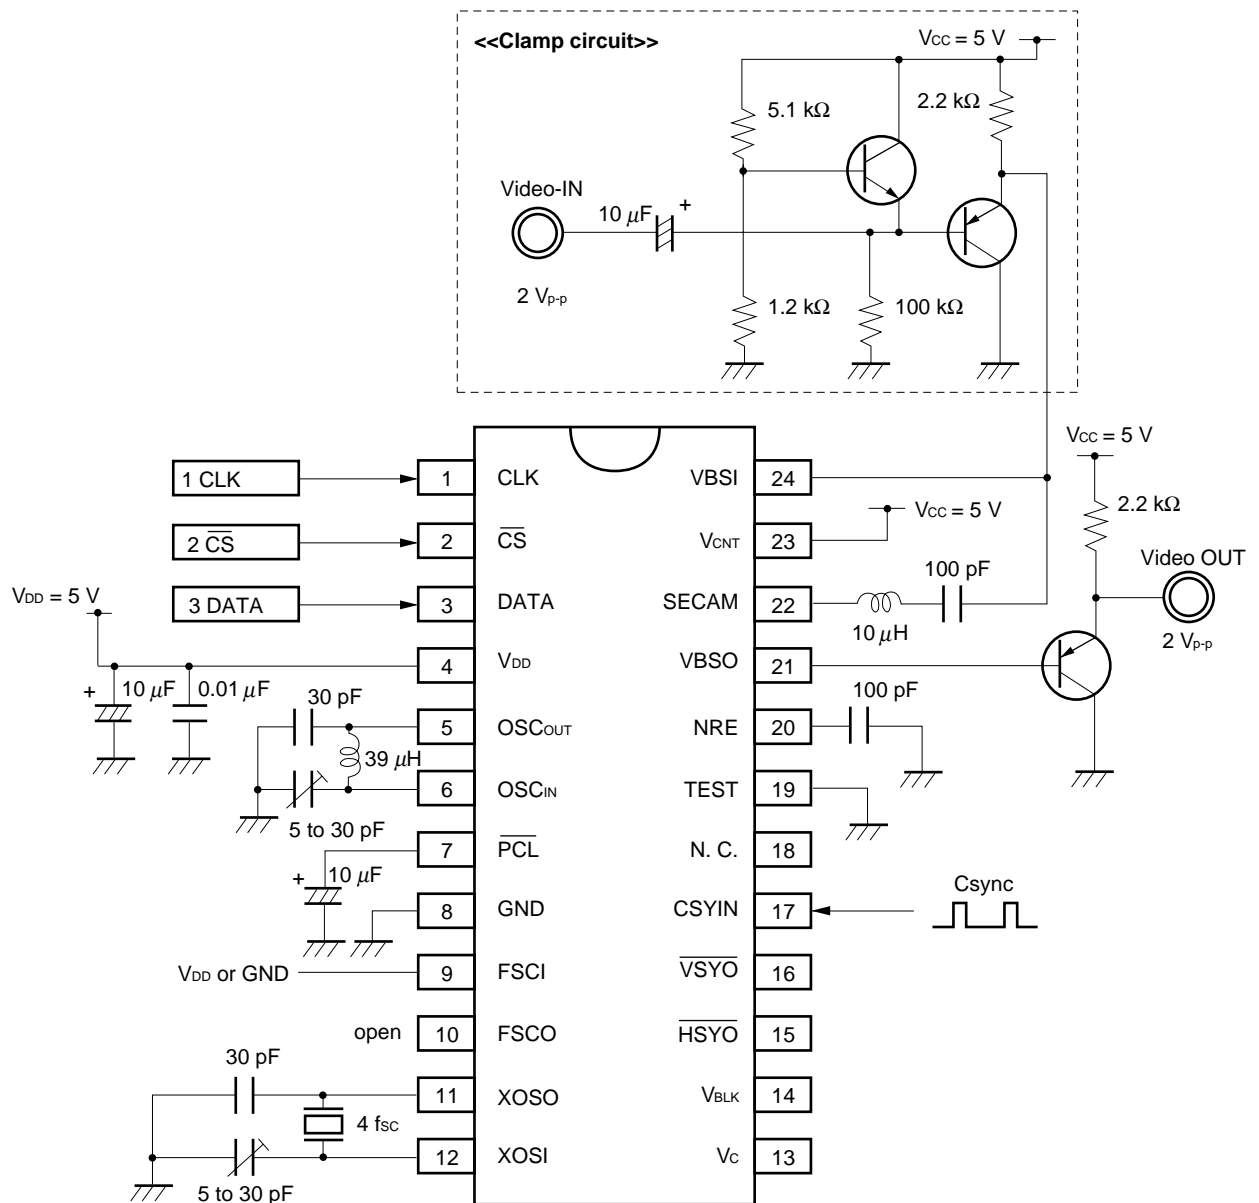 <<Clamp circuit>>
VCC = 5 V
5.1 kΩ
2.2 kΩ
Video-IN
10 μF
+
2 Vp-p
1.2 kΩ
100 kΩ
1 CLK
1
CLK
VBSI
24
VCC = 5 V
2 C̅S̅
2
C̅S̅
VCNT
23
VCC = 5 V
2.2 kΩ
VDD = 5 V
3 DATA
3
DATA
SECAM
22
100 pF
10 μH
Video OUT
2 Vp-p
4
VDD
VBSO
21
+
10 μF
0.01 μF
30 pF
5
OSCOUT
NRE
20
100 pF
39 μH
6
OSCIN
TEST
19
5 to 30 pF
7
P̅C̅L̅
N. C.
18
+
10 μF
8
GND
CSYIN
17
Csync
VDD or GND
9
FSCI
V̅S̅Y̅O̅
16
open
10
FSCO
H̅S̅Y̅O̅
15
30 pF
11
XOSO
VBLK
14
4 fSC
12
XOSI
VC
13
5 to 30 pF